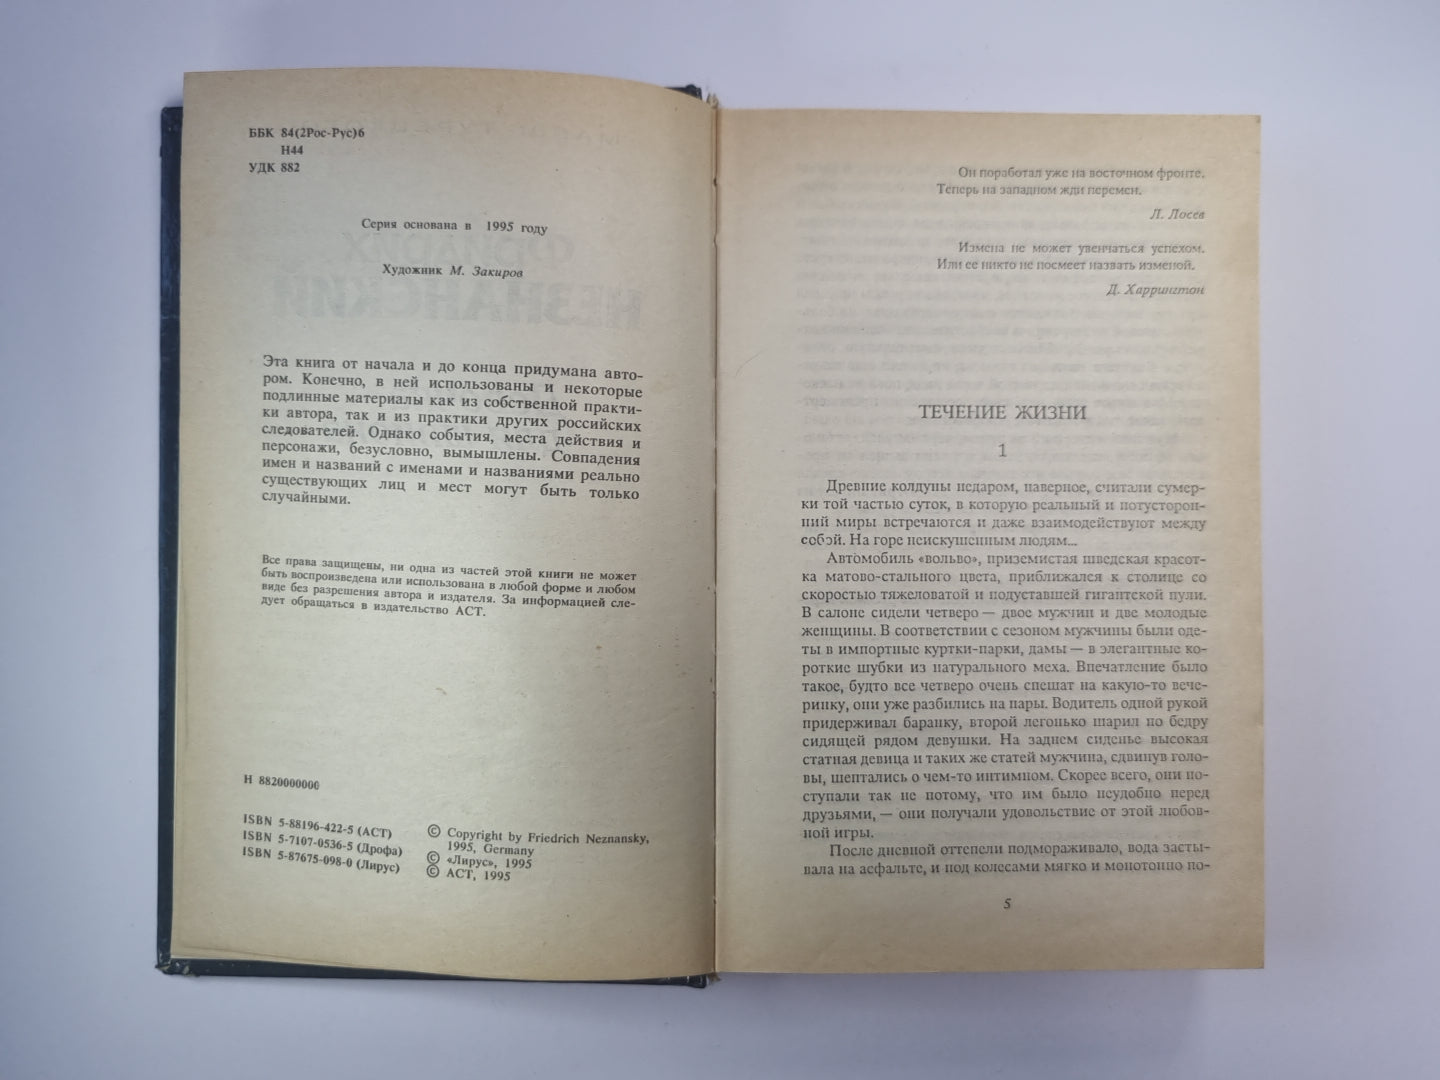 ББК 84(2Рос-Рус)6
Н44
УДК 882
Серия основана в 1995 году
Художник М. Закиров
Эта книга от начала и до конца придумана авто-
ром. Конечно, в ней использованы и некоторые
подлинные материалы как из собственной практи-
ки автора, так и из практики других российских
следователей. Однако события, места действия и
персонажи, безусловно, вымышлены. Совпадения
имен и названий с именами и названиями реально
существующих лиц и мест могут быть только
случайными.
Все права защищены, ни одна из частей этой книги не может
быть воспроизведена или использована в любой форме и любом
виде без разрешения автора и издателя. За информацией сле-
дует обращаться в издательство АСТ.
Н 8820000000
ISBN 5-88196-422-5 (АСТ)
ISBN 5-7107-0536-5 (Дрофа)
ISBN 5-87675-098-0 (Лирус)
© Copyright by Friedrich Neznansky,
1995, Germany
© «Лирус», 1995
© АСТ, 1995
Он поработал уже на восточном фронте.
Теперь на западном жди перемен.
Л. Лосев
Измена не может увенчаться успехом.
Или ее никто не посмеет назвать изменой.
Д. Харрингтон
ТЕЧЕНИЕ ЖИЗНИ
1
Древние колдуны недаром, наверное, считали сумер-
ки той частью суток, в которую реальный и потусторон-
ний миры встречаются и даже взаимодействуют между
собой. На горе неискушенным людям...
Автомобиль «вольво», приземистая шведская красот-
ка матово-стального цвета, приближался к столице со
скоростью тяжеловатой и подуставшей гигантской пули.
В салоне сидели четверо — двое мужчин и две молодые
женщины. В соответствии с сезоном мужчины были оде-
ты в импортные куртки-парки, дамы — в элегантные ко-
роткие шубки из натурального меха. Впечатление было
такое, будто все четверо очень спешат на какую-то вече-
ринку, они уже разбились на пары. Водитель одной рукой
придерживал баранку, второй легонько шарил по бедру
сидящей рядом девушки. На заднем сиденье высокая
статная девица и таких же статей мужчина, сдвинув голо-
вы, шептались о чем-то интимном. Скорее всего, они по-
ступали так не потому, что им было неудобно перед
друзьями, — они получали удовольствие от этой любов-
ной игры.
После дневной оттепели подмораживало, вода засты-
вала на асфальте, и под колесами мягко и монотонно по-
5